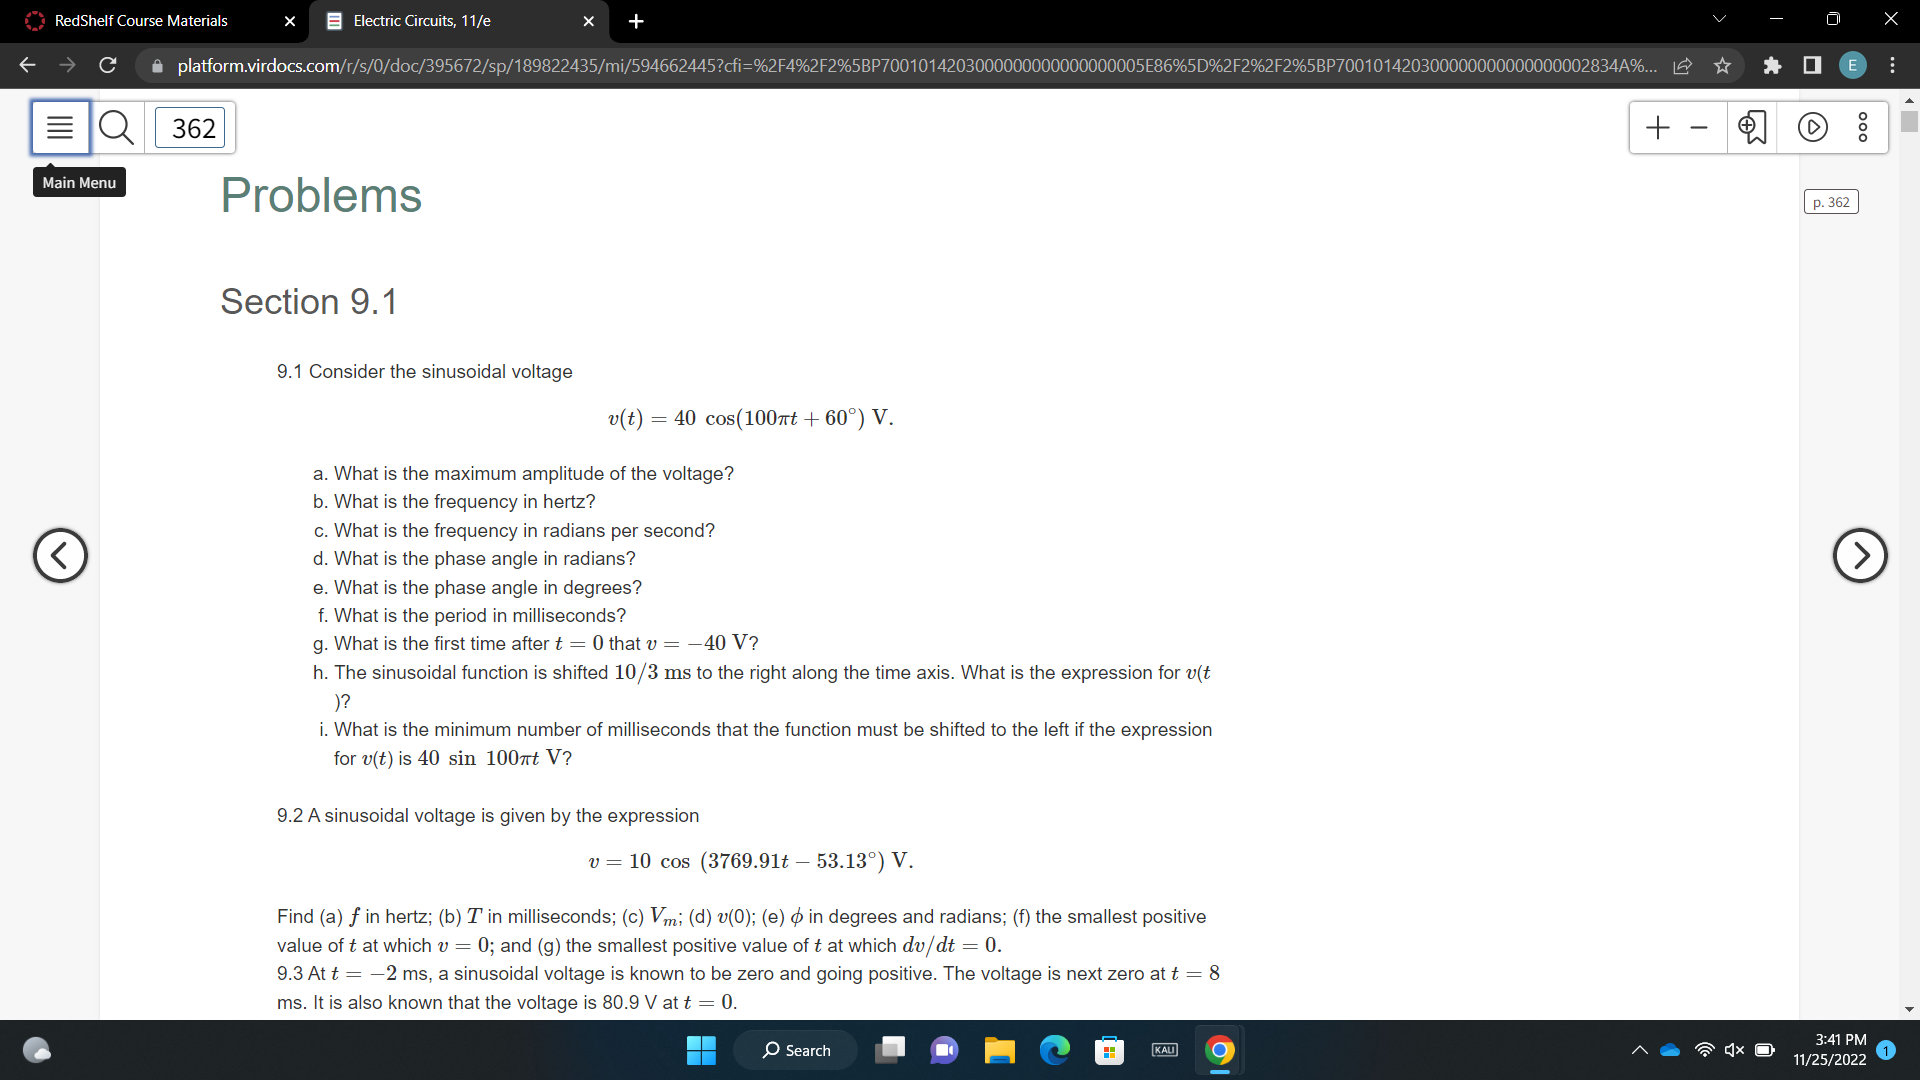 RedShelf Course Materials
Electric Circuits, 11/e
platform.virdocs.com/r/s/0/doc/395672/sp/189822435/mi/594662445?cfi=%2F4%2F2%2F5BP7001014203000000000000000005E86%5D%2F2%2F2%5BP70010142030000000000000002834A%...
E
362
Main Menu
p. 362
Problems
Section 9.1
9.1 Consider the sinusoidal voltage
v(t) = 40 cos(100πt + 60°) V.
a. What is the maximum amplitude of the voltage?
b. What is the frequency in hertz?
c. What is the frequency in radians per second?
d. What is the phase angle in radians?
e. What is the phase angle in degrees?
f. What is the period in milliseconds?
g. What is the first time after t = 0 that v = −40 V?
h. The sinusoidal function is shifted 10/3 ms to the right along the time axis. What is the expression for v(t
)?
i. What is the minimum number of milliseconds that the function must be shifted to the left if the expression
for v(t) is 40 sin 100πt V?
9.2 A sinusoidal voltage is given by the expression
v = 10 cos (3769.91t − 53.13°) V.
Find (a) f in hertz; (b) T in milliseconds; (c) Vm; (d) v(0); (e) ϕ in degrees and radians; (f) the smallest positive
value of t at which v = 0; and (g) the smallest positive value of t at which dv/dt = 0.
9.3 At t = −2 ms, a sinusoidal voltage is known to be zero and going positive. The voltage is next zero at t = 8
ms. It is also known that the voltage is 80.9 V at t = 0.
Search
KALI
3:41 PM
11/25/2022
1